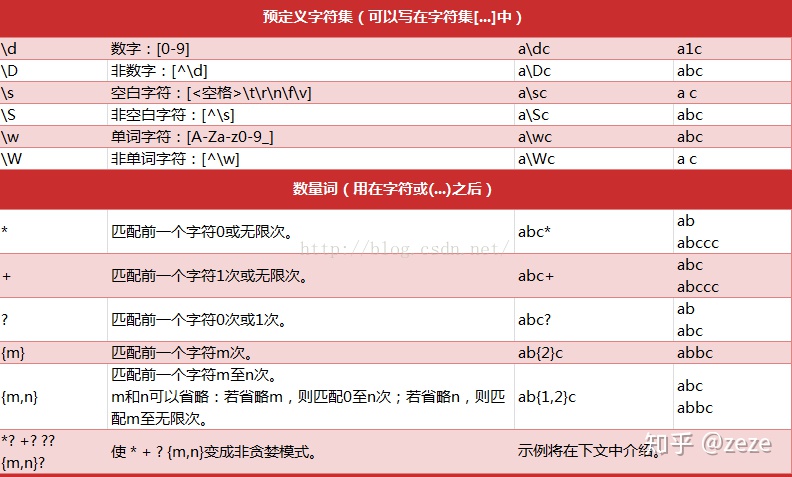 预定义字符集（可以写在字符集[...]中）
\d 数字：[0-9] a\dc a1c
\D 非数字：[^\d] a\Dc abc
\s 空白字符：[<空格>\t\r\n\f\v] a\sc a c
\S 非空白字符：[^\s] a\Sc abc
\w 单词字符：[A-Za-z0-9_] a\wc abc
\W 非单词字符：[^\w] a\Wc a c
数量词（用在字符或(...)之后）
* 匹配前一个字符0或无限次。 abc* ab
abccc
http://blog.csdn.net/
+ 匹配前一个字符1次或无限次。 abc+ abc
abccc
? 匹配前一个字符0次或1次。 abc? ab
abc
{m} 匹配前一个字符m次。 ab{2}c abbc
{m,n} 匹配前一个字符m至n次。
m和n可以省略：若省略m，则匹配0至n次；若省略n，则匹
配m至无限次。 ab{1,2}c abc
abbc
*? +? ??
{m,n}? 使 * + ? {m,n}变成非贪婪模式。 示例将在下文中介绍。
知乎 @zeze